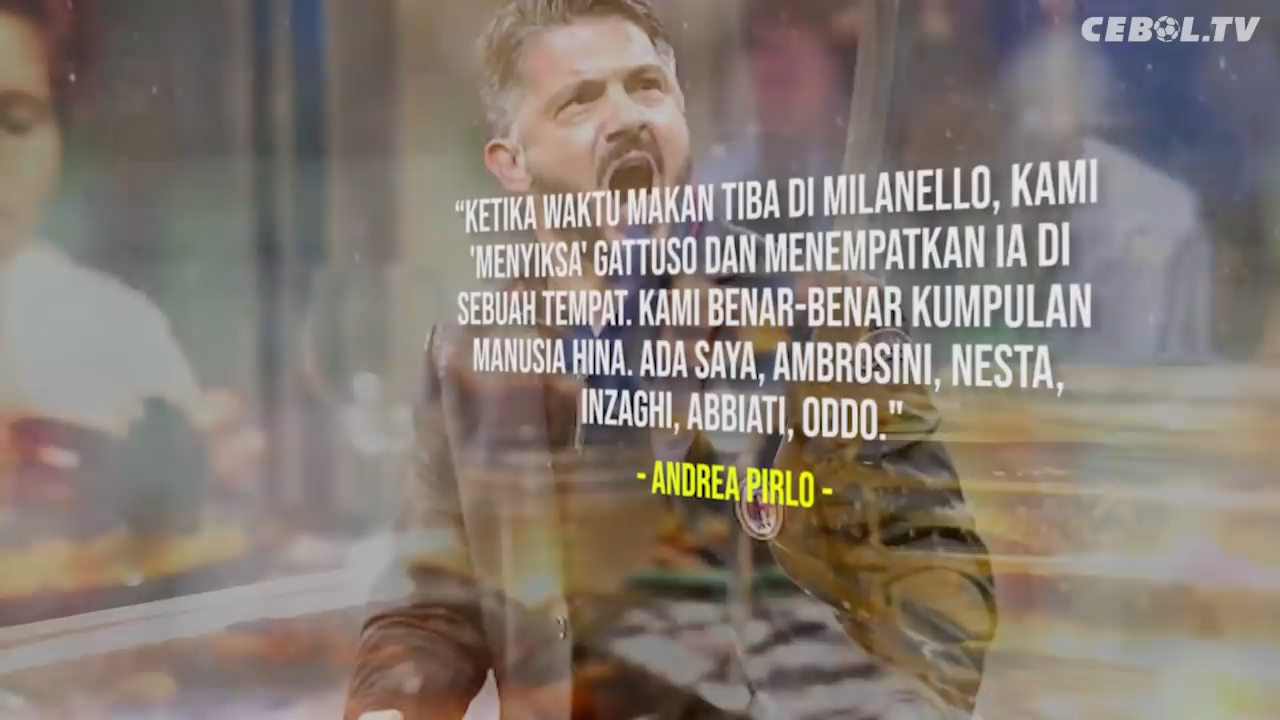 CEBOL.TV
“KETIKA WAKTU MAKAN TIBA DI MILANELLO, KAMI
'MENYIKSA' GATTUSO DAN MENEMPATKAN IA DI
SEBUAH TEMPAT. KAMI BENAR-BENAR KUMPULAN
MANUSIA HINA. ADA SAYA, AMBROSINI, NESTA,
INZAGHI, ABBIATI, ODDO."
- ANDREA PIRLO -